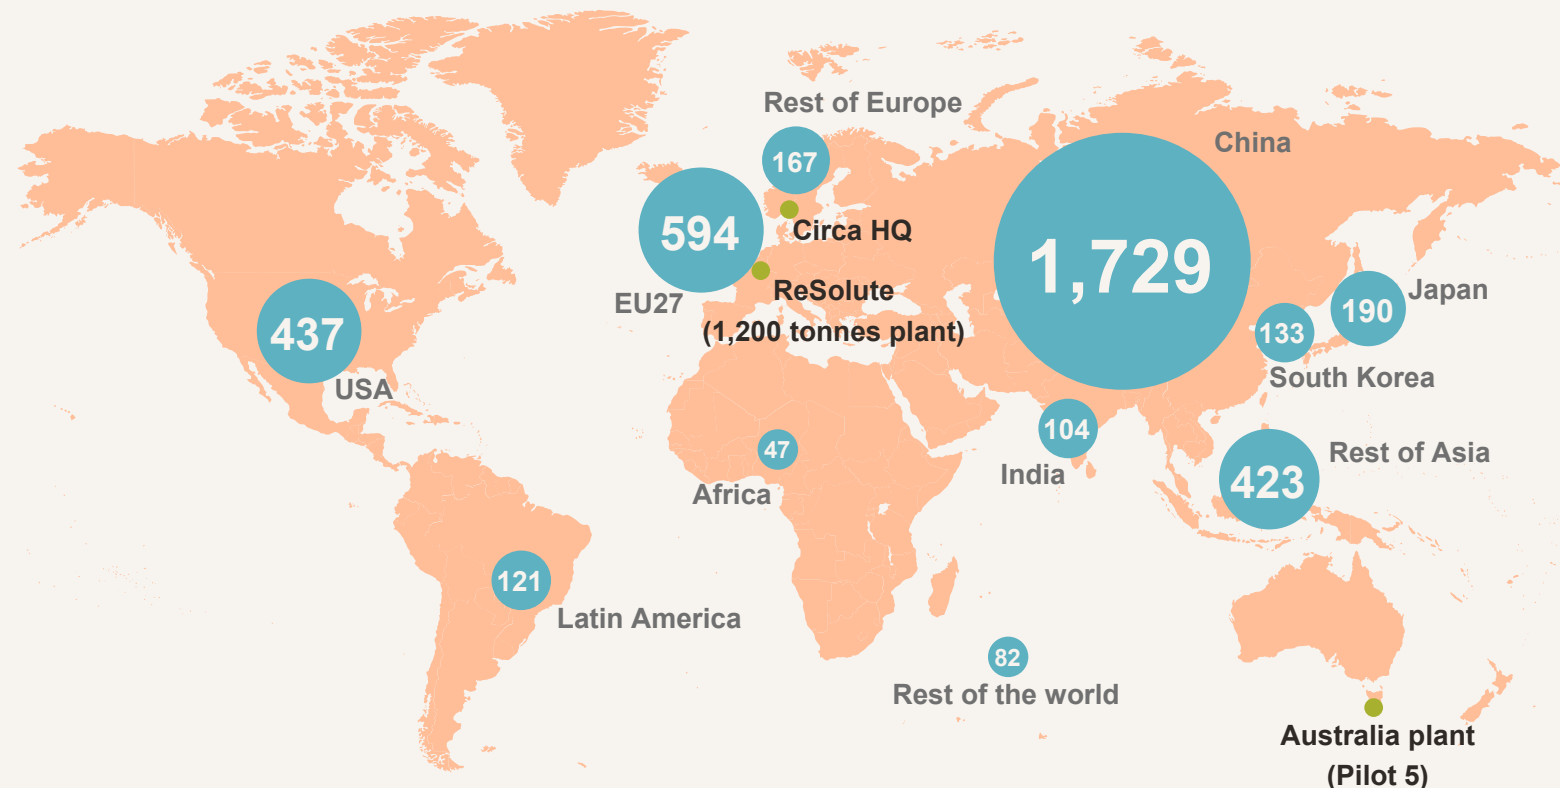 Rest of Europe
167
China
594
Circa HQ
1,729
EU27
ReSolute
(1,200 tonnes plant)
437
USA
Japan
190
133
South Korea
104
India
47
Africa
Rest of Asia
423
121
Latin America
82
Rest of the world
Australia plant
(Pilot 5)